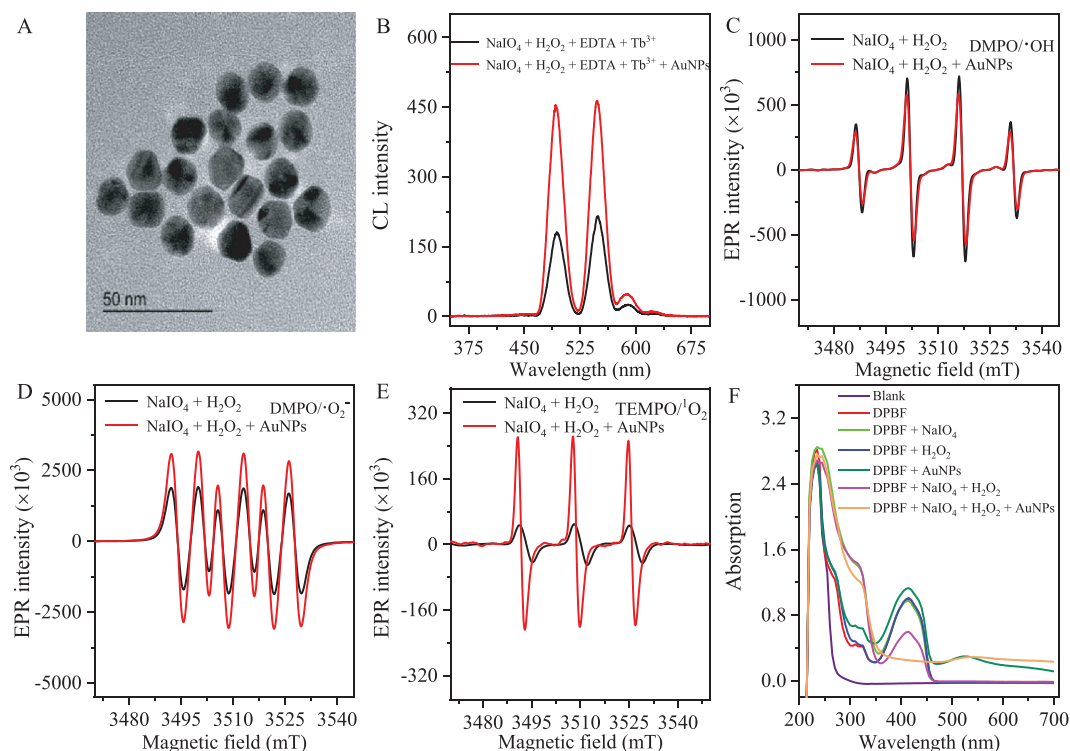 A
50 nm
B
NaIO4 + H2O2 + EDTA + Tb3+
NaIO4 + H2O2 + EDTA + Tb3+ + AuNPs
CL intensity
600
450
300
150
0
375
450
525
600
675
Wavelength (nm)
C
NaIO4 + H2O2
DMPO/·OH
NaIO4 + H2O2 + AuNPs
EPR intensity (×10³)
1000
500
0
-500
-1000
3480
3495
3510
3525
3540
Magnetic field (mT)
D
NaIO4 + H2O2
DMPO/·O2-
NaIO4 + H2O2 + AuNPs
EPR intensity (×10³)
5000
2500
0
-2500
-5000
3480
3495
3510
3525
3540
Magnetic field (mT)
E
NaIO4 + H2O2
TEMPO/¹O2
NaIO4 + H2O2 + AuNPs
EPR intensity (×10³)
320
160
0
-160
-320
3480
3495
3510
3525
3540
Magnetic field (mT)
F
Blank
DPBF
DPBF + NaIO4
DPBF + H2O2
DPBF + AuNPs
DPBF + NaIO4 + H2O2
DPBF + NaIO4 + H2O2 + AuNPs
Absorption
3.2
2.4
1.6
0.8
0.0
200
300
400
500
600
700
Wavelength (nm)